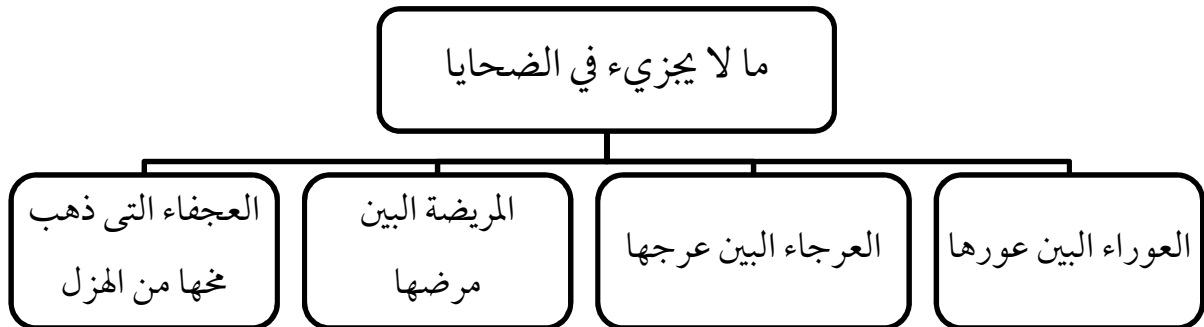 ما لا يجزيء في الضحايا
العوراء البين عورها
العرجاء البين عرجها
المريضة البين
مرضها
العجفاء التى ذهب
مخها من الهزل